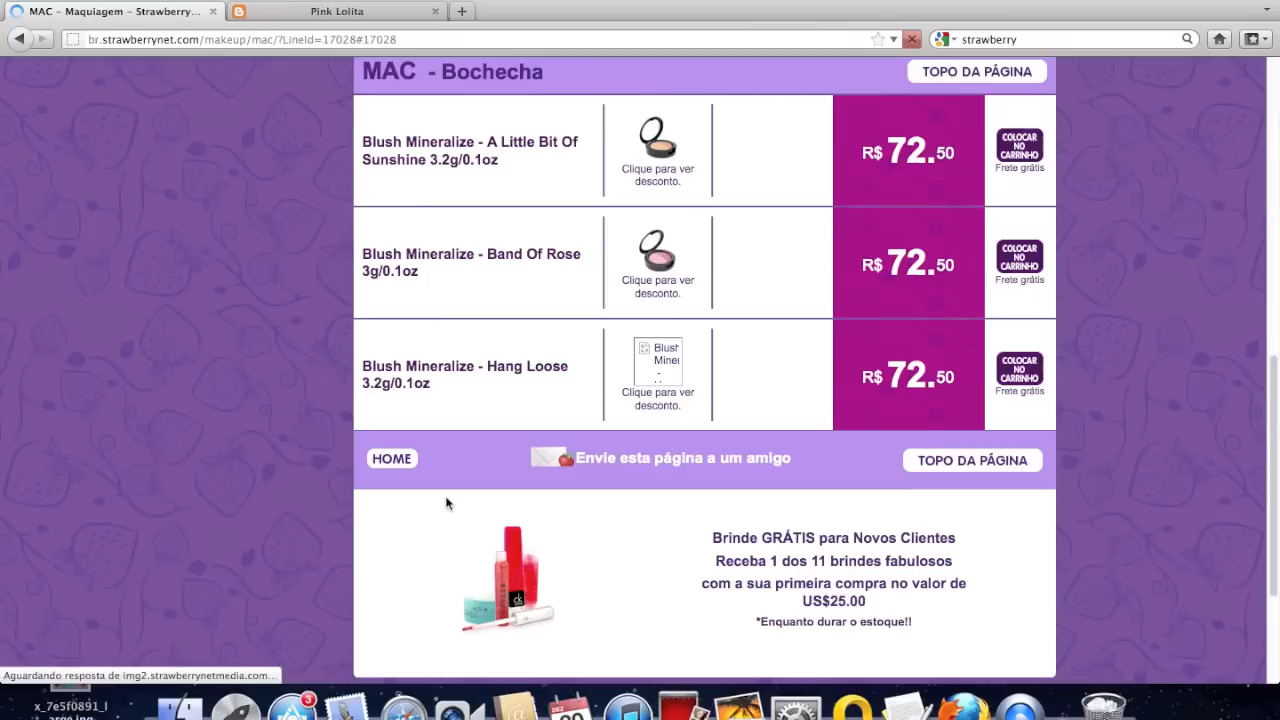 MAC – Maquiagem – Strawberry...
Pink Lolita
br.strawberrynet.com/makeup/mac/?LineId=17028#17028
strawberry
MAC - Bochecha
TOPO DA PÁGINA
Blush Mineralize - A Little Bit Of
Sunshine 3.2g/0.1oz
Clique para ver
desconto.
R$ 72.50
COLOCAR
NO
CARRINHO
Frete grátis
Blush Mineralize - Band Of Rose
3g/0.1oz
Clique para ver
desconto.
R$ 72.50
COLOCAR
NO
CARRINHO
Frete grátis
Blush Mineralize - Hang Loose
3.2g/0.1oz
Blush
Miner
-
Clique para ver
desconto.
R$ 72.50
COLOCAR
NO
CARRINHO
Frete grátis
HOME
Envie esta página a um amigo
TOPO DA PÁGINA
Brinde GRÁTIS para Novos Clientes
Receba 1 dos 11 brindes fabulosos
com a sua primeira compra no valor de
US$25.00
*Enquanto durar o estoque!!
ck
Aguardando resposta de img2.strawberrynetmedia.com...
x_7e5f0891_l
3
DEZ